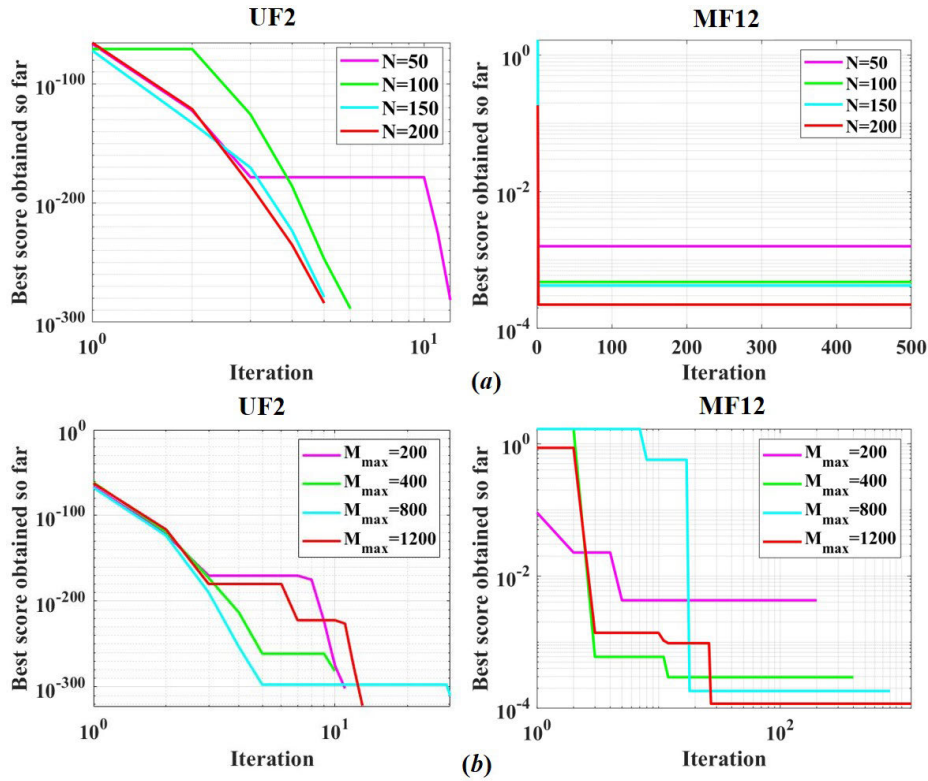 UF2
MF12
Best score obtained so far
10^-100
10^-200
10^-300
N=50
N=100
N=150
N=200
10^0
10^1
Iteration
Best score obtained so far
10^0
10^-2
10^-4
N=50
N=100
N=150
N=200
0
100
200
300
400
500
Iteration
(a)
UF2
MF12
Best score obtained so far
10^0
10^-100
10^-200
10^-300
M_max=200
M_max=400
M_max=800
M_max=1200
10^0
10^1
Iteration
Best score obtained so far
10^0
10^-2
10^-4
M_max=200
M_max=400
M_max=800
M_max=1200
10^0
10^2
Iteration
(b)